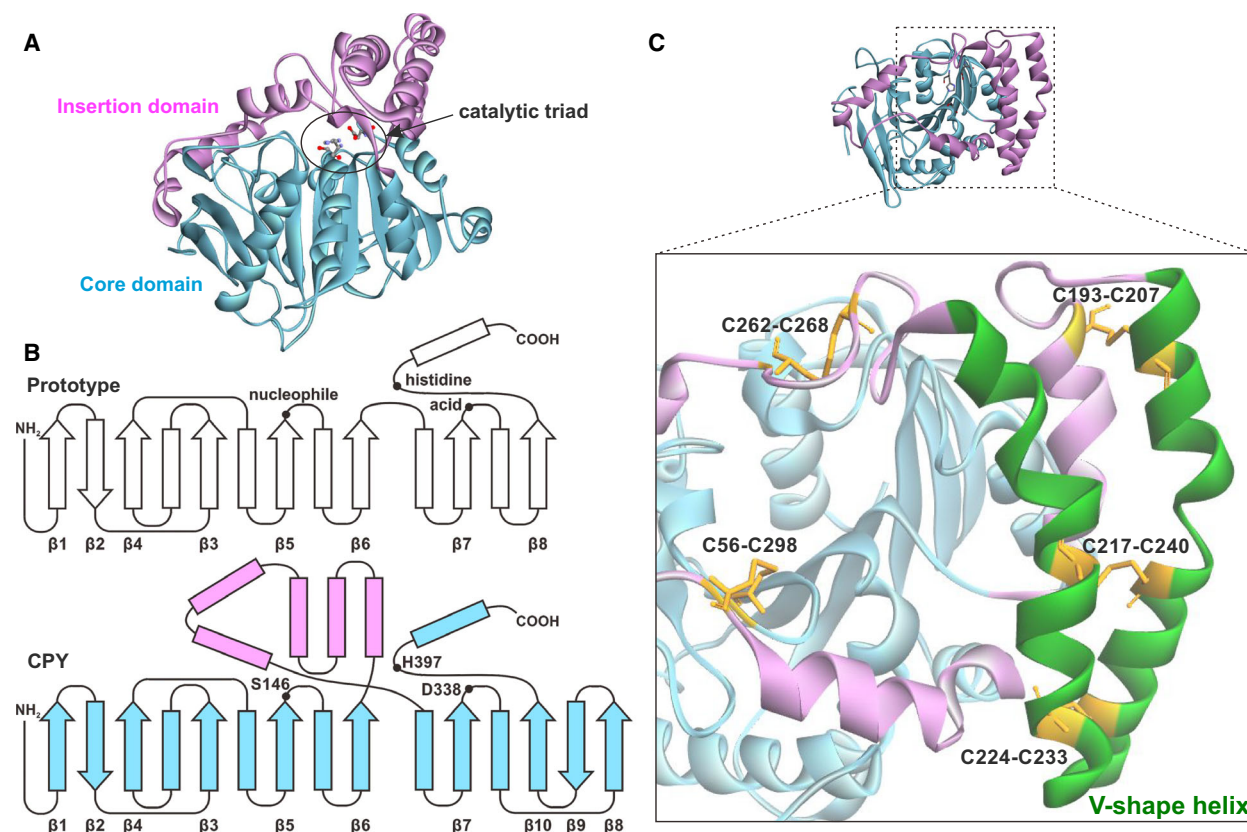 A
Insertion domain
catalytic triad
Core domain
B
Prototype
COOH
nucleophile
histidine
acid
NH2
β1 β2 β4 β3 β5 β6 β7 β8
CPY
COOH
S146
H397
D338
NH2
β1 β2 β4 β3 β5 β6 β7 β10 β9 β8
C
C193-C207
C262-C268
C56-C298
C217-C240
C224-C233
V-shape helix